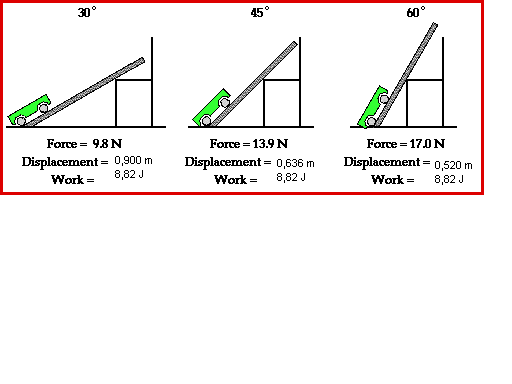 30° 45° 60°
Force = 9.8 N Force = 13.9 N Force = 17.0 N
Displacement = 0,900 m Displacement = 0,636 m Displacement = 0,520 m
Work = 8,82 J Work = 8,82 J Work = 8,82 J